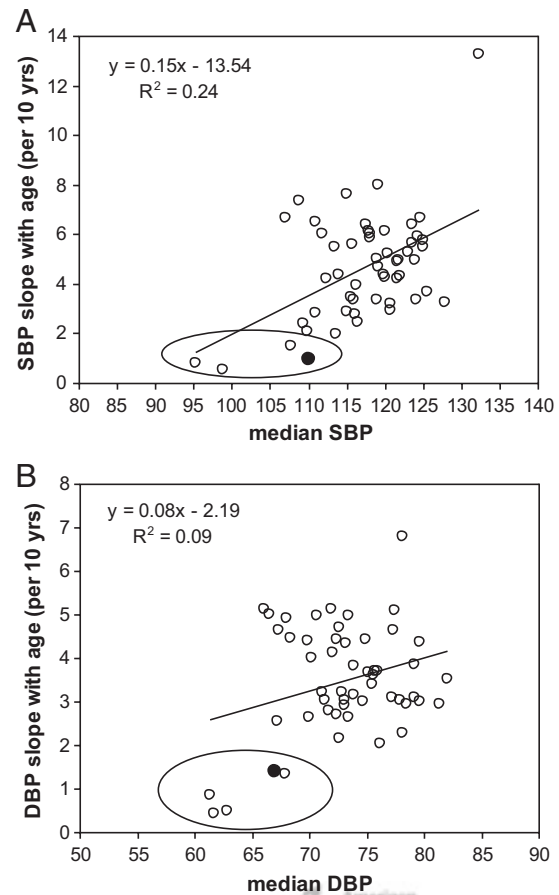 A
14
12
10
8
6
4
2
0
SBP slope with age (per 10 yrs)
y = 0.15x - 13.54
R² = 0.24
80 85 90 95 100 105 110 115 120 125 130 135 140
median SBP
B
8
7
6
5
4
3
2
1
0
DBP slope with age (per 10 yrs)
y = 0.08x - 2.19
R² = 0.09
50 55 60 65 70 75 80 85 90
median DBP